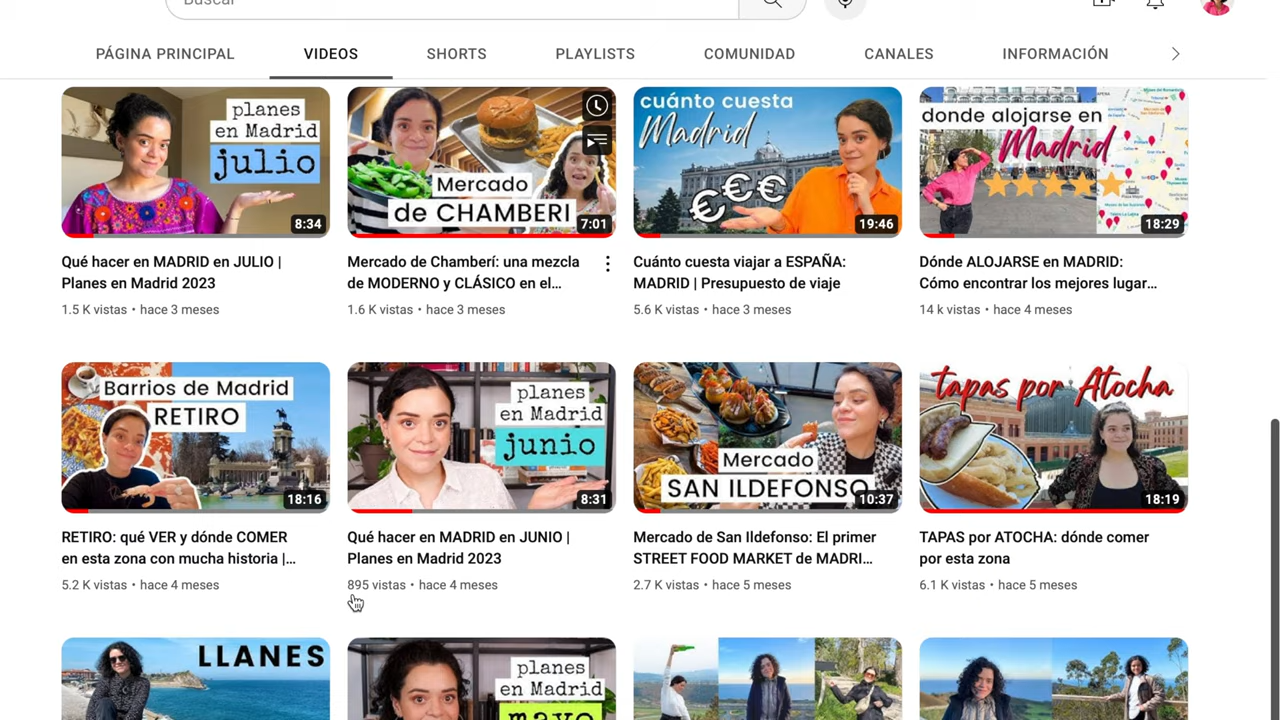 Buscar
PÁGINA PRINCIPAL VIDEOS SHORTS PLAYLISTS COMUNIDAD CANALES INFORMACIÓN
planes
en Madrid
julio
8:34
Mercado
de CHAMBERI
7:01
cuánto cuesta
Madrid
€€€
19:46
donde alojarse en
Madrid
18:29
Qué hacer en MADRID en JULIO |
Planes en Madrid 2023
1.5 K vistas • hace 3 meses
Mercado de Chamberí: una mezcla
de MODERNO y CLÁSICO en el...
1.6 K vistas • hace 3 meses
Cuánto cuesta viajar a ESPAÑA:
MADRID | Presupuesto de viaje
5.6 K vistas • hace 3 meses
Dónde ALOJARSE en MADRID:
Cómo encontrar los mejores lugar...
14 k vistas • hace 4 meses
Barrios de Madrid
RETIRO
18:16
planes
en Madrid
junio
8:31
Mercado
SAN ILDEFONSO
10:37
tapas por Atocha
18:19
RETIRO: qué VER y dónde COMER
en esta zona con mucha historia |...
5.2 K vistas • hace 4 meses
Qué hacer en MADRID en JUNIO |
Planes en Madrid 2023
895 vistas • hace 4 meses
Mercado de San Ildefonso: El primer
STREET FOOD MARKET de MADRI...
2.7 K vistas • hace 5 meses
TAPAS por ATOCHA: dónde comer
por esta zona
6.1 K vistas • hace 5 meses
LLANES
planes
en Madrid
mayo